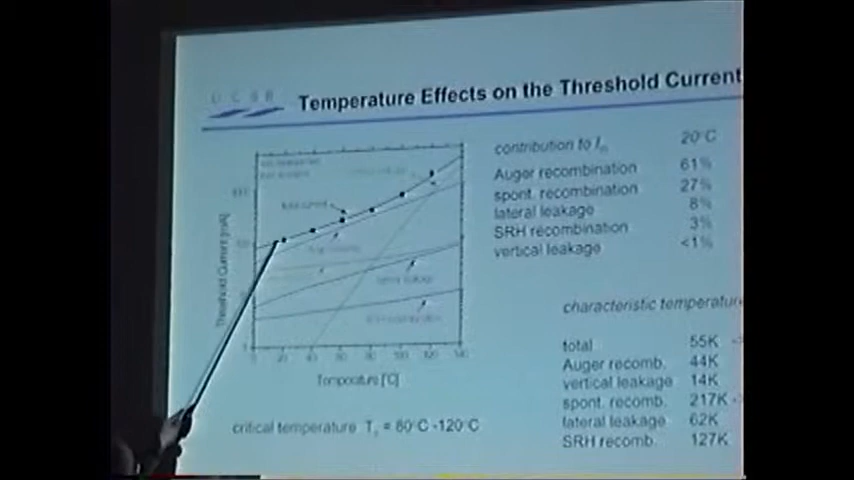 UCSB
Temperature Effects on the Threshold Current
contribution to I
20°C
Auger recombination 61%
spont. recombination 27%
lateral leakage 8%
SRH recombination 3%
vertical leakage <1%
Threshold Current [mA]
0 20 40 60 80 100 120 140
Temperature [°C]
critical temperature T = 80°C -120°C
characteristic temperature
total 55K
Auger recomb. 44K
vertical leakage 14K
spont. recomb. 217K
lateral leakage 62K
SRH recomb. 127K